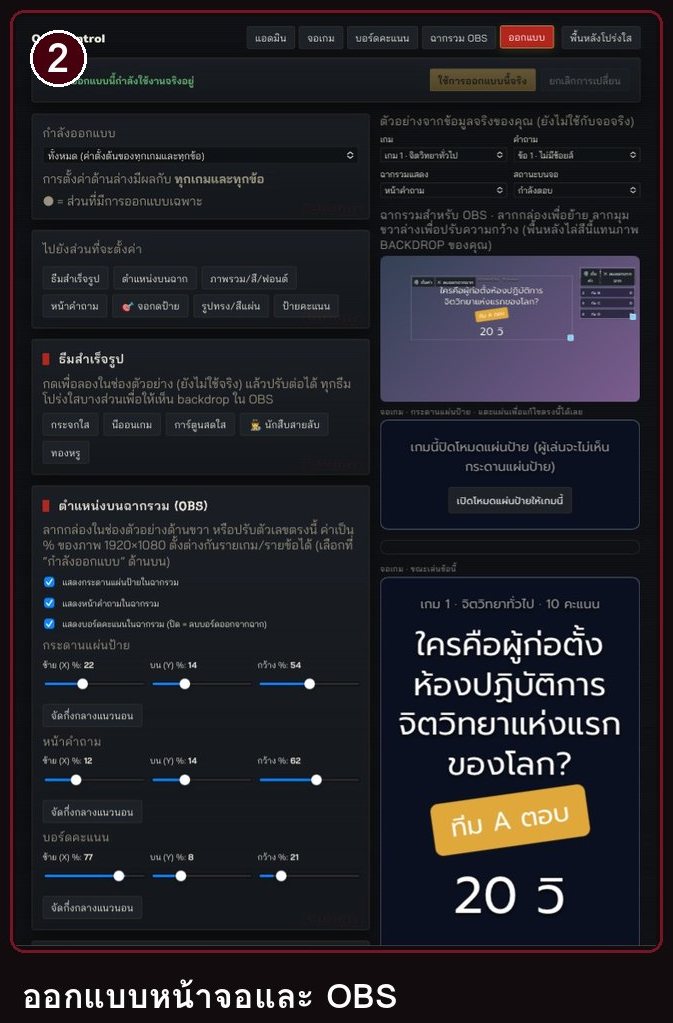 2
แอดมิน
จอเกม
บอร์ดคะแนน
ฉากรวม OBS
ออกแบบ
พื้นหลังโปร่งใส
ออกแบบนี้กำลังใช้งานจริงอยู่
ใช้การออกแบบนี้จริง
ยกเลิกการเปลี่ยน
กำลังออกแบบ
ทั้งหมด (ค่าตั้งต้นของทุกเกมและทุกข้อ)
การตั้งค่าด้านล่างมีผลกับ ทุกเกมและทุกข้อ
= ส่วนที่มีการออกแบบเฉพาะ
ไปยังส่วนที่จะตั้งค่า
ธีมสำเร็จรูป
ตำแหน่งบนฉาก
ภาพรวม/สี/ฟอนต์
หน้าคำถาม
จอกดป้าย
รูปทรง/สีแผ่น
ป้ายคะแนน
ธีมสำเร็จรูป
กดเพื่อลองในช่องตัวอย่าง (ยังไม่ใช้จริง) แล้วปรับต่อได้ ทุกธีม
โปร่งใสบางส่วนเพื่อให้เห็น backdrop ใน OBS
กระจกใส
นีออนเกม
การ์ตูนสดใส
นักสืบสายลับ
ทองหรู
ตำแหน่งบนฉากรวม (OBS)
ลากกล่องในช่องตัวอย่างด้านขวา หรือปรับตัวเลขตรงนี้ ค่าเป็น
% ของภาพ 1920×1080 ตั้งต่างกันรายเกม/รายข้อได้ (เลือกที่
"กำลังออกแบบ" ด้านบน)
แสดงกระดานแผ่นป้ายในฉากรวม
แสดงหน้าคำถามในฉากรวม
แสดงบอร์ดคะแนนในฉากรวม (ปิด = ลบบอร์ดออกจากฉาก)
กระดานแผ่นป้าย
ซ้าย (X) %: 22
บน (Y) %: 14
กว้าง %: 54
จัดกึ่งกลางแนวนอน
หน้าคำถาม
ซ้าย (X) %: 12
บน (Y) %: 14
กว้าง %: 62
จัดกึ่งกลางแนวนอน
บอร์ดคะแนน
ซ้าย (X) %: 77
บน (Y) %: 8
กว้าง %: 21
จัดกึ่งกลางแนวนอน
ตัวอย่างจากข้อมูลจริงของคุณ (ยังไม่ใช้กับจอจริง)
เกม
คำถาม
เกม 1 · จิตวิทยาทั่วไป
ข้อ 1 · ไม่มีช้อยส์
ฉากรวมแสดง
สถานะบนจอ
หน้าคำถาม
กำลังตอบ
ฉากรวมสำหรับ OBS · ลากกล่องเพื่อย้าย ลากมุม
ขวาล่างเพื่อปรับความกว้าง (พื้นหลังไล่สีนี้แทนภาพ
BACKDROP ของคุณ)
ใครคือผู้ก่อตั้งห้องปฏิบัติการ
จิตวิทยาแห่งแรกของโลก?
ทีม A ตอบ
20 วิ
จอเกม · กระดานแผ่นป้าย · แตะแผ่นเพื่อแก้ไขตรงนี้ได้เลย
เกมนี้ปิดโหมดแผ่นป้าย (ผู้เล่นจะไม่เห็น
กระดานแผ่นป้าย)
เปิดโหมดแผ่นป้ายให้เกมนี้
จอเกม · ขณะเล่นข้อนี้
เกม 1 · จิตวิทยาทั่วไป · 10 คะแนน
ใครคือผู้ก่อตั้ง
ห้องปฏิบัติการ
จิตวิทยาแห่งแรก
ของโลก?
ทีม A ตอบ
20 วิ
ออกแบบหน้าจอและ OBS